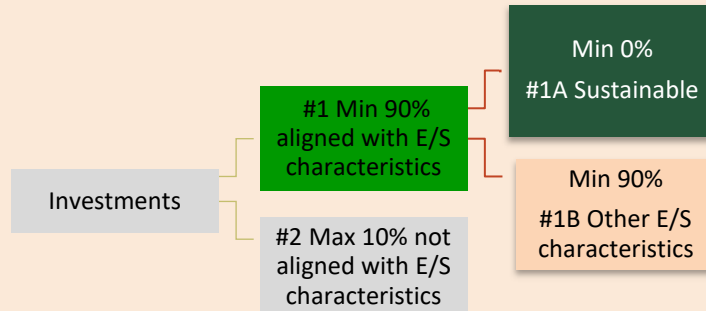 Investments
#1 Min 90%
aligned with E/S
characteristics
#2 Max 10% not
aligned with E/S
characteristics
Min 0%
#1A Sustainable
Min 90%
#1B Other E/S
characteristics